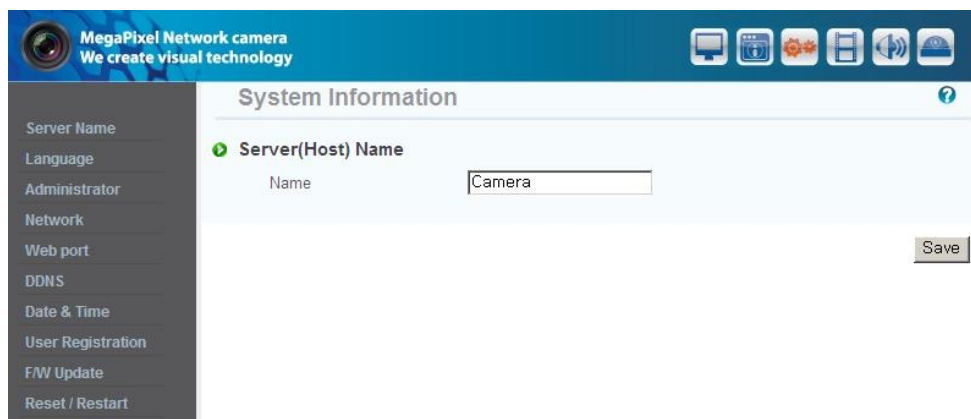 MegaPixel Network camera
We create visual technology
System Information
?
Server Name
Language
Administrator
Network
Web port
DDNS
Date & Time
User Registration
F/W Update
Reset / Restart
Server(Host) Name
Name
Camera
Save